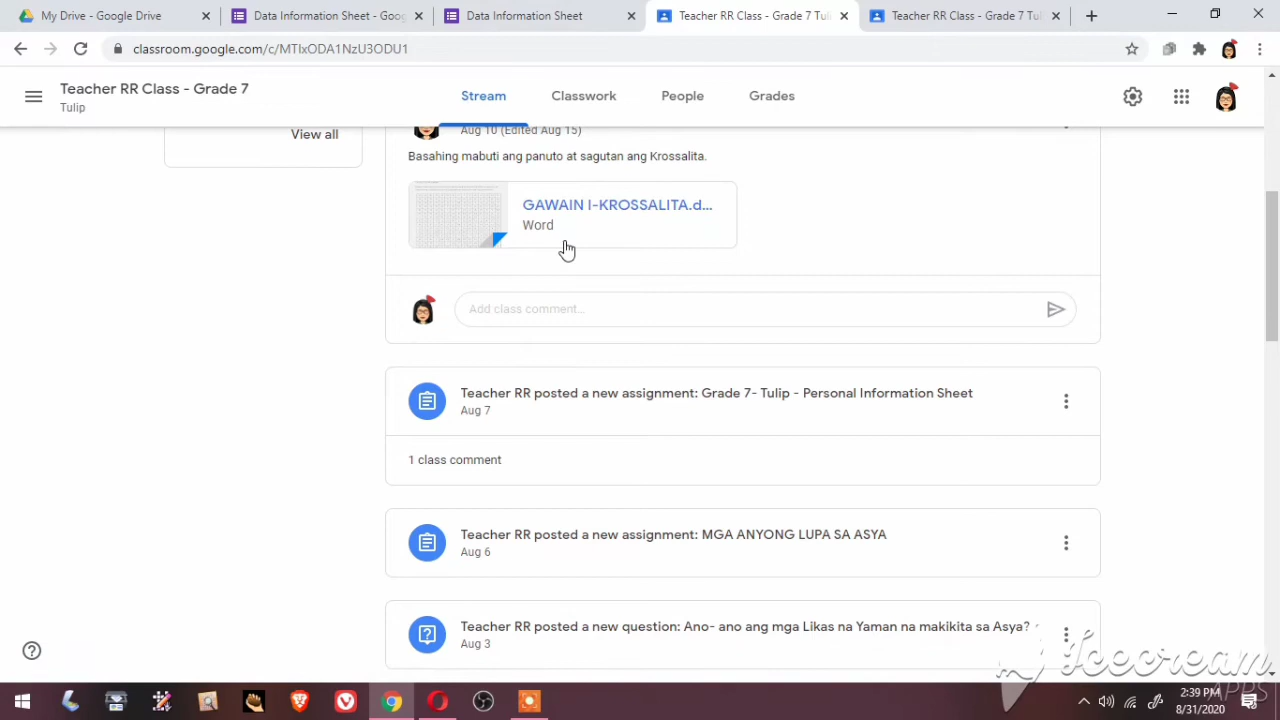 My Drive - Google Drive
Data Information Sheet - Goo
Data Information Sheet
Teacher RR Class - Grade 7 Tuli
Teacher RR Class - Grade 7 Tul
classroom.google.com/c/MTIxODA1NzU3ODU1
Teacher RR Class - Grade 7
Tulip
Stream
Classwork
People
Grades
View all
Aug 10 (Edited Aug 15)
Basahing mabuti ang panuto at sagutan ang Krossalita.
GAWAIN I-KROSSALITA.d...
Word
Add class comment...
Teacher RR posted a new assignment: Grade 7- Tulip - Personal Information Sheet
Aug 7
1 class comment
Teacher RR posted a new assignment: MGA ANYONG LUPA SA ASYA
Aug 6
Teacher RR posted a new question: Ano- ano ang mga Likas na Yaman na makikita sa Asya?
Aug 3
Icecream
APPS
2:39 PM
8/31/2020